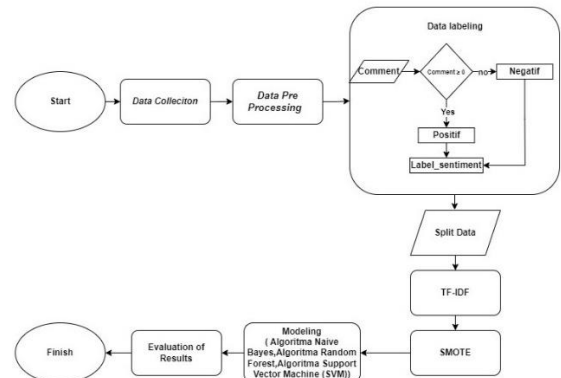 Data labeling
Comment
Comment ≥ 0
no
Negatif
Yes
Positif
Label_sentiment
Start
Data Colleciton
Data Pre
Processing
Split Data
TF-IDF
SMOTE
Modeling
( Algoritma Naive
Bayes,Algoritma Random
Forest,Algoritma Support
Vector Machine (SVM))
Evaluation of
Results
Finish